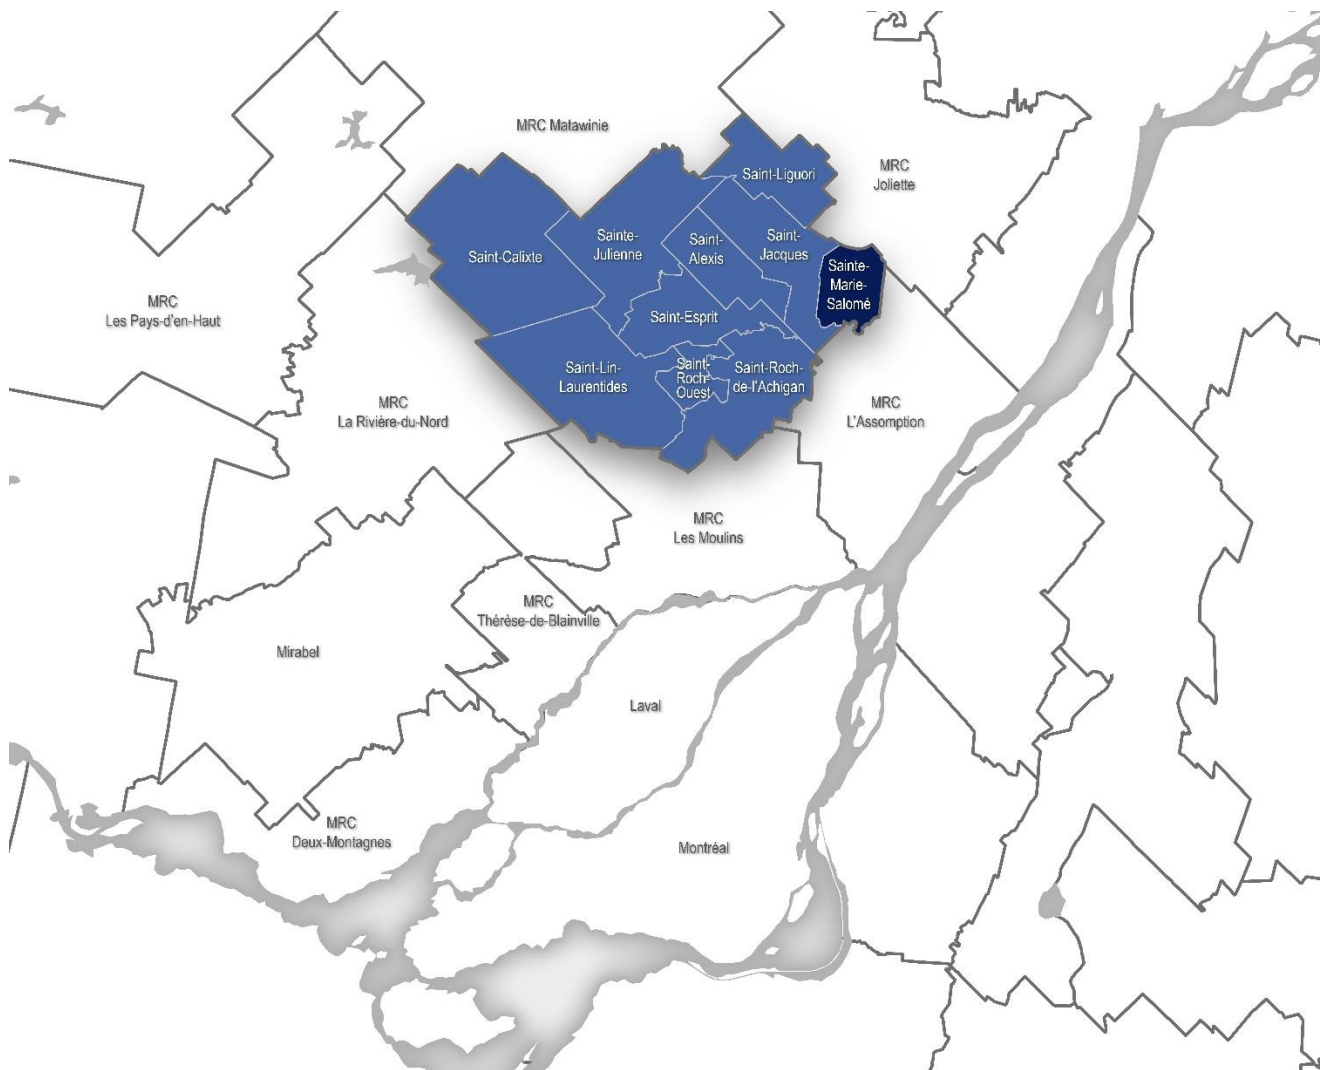 MRC Matawinie
Saint-Liguori
MRC
Joliette
Saint-Calixte
Sainte-
Julienne
Saint-
Alexis
Saint-
Jacques
Sainte-
Marie-
Salomé
MRC
Les Pays-d'en-Haut
Saint-Esprit
Saint-Lin-
Laurentides
Saint-
Roch-
Ouest
Saint-Roch-
de-l'Achigan
MRC
La Rivière-du-Nord
MRC
L'Assomption
MRC
Les Moulins
MRC
Thérèse-de-Blainville
Mirabel
Laval
MRC
Deux-Montagnes
Montréal